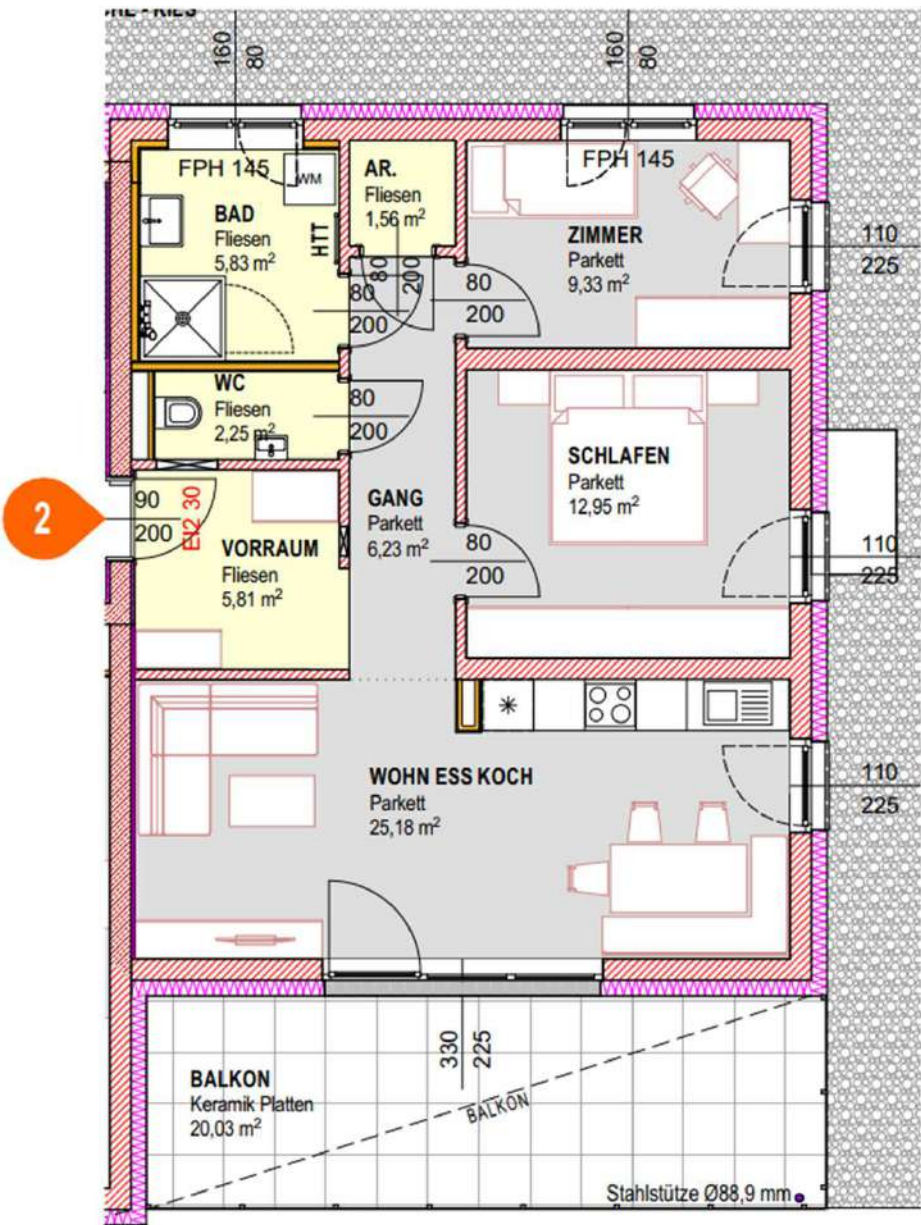 160
80
160
80
FPH 145
WM
BAD
Fliesen
5,83 m²
HTT
AR.
Fliesen
1,56 m²
FPH 145
ZIMMER
Parkett
9,33 m²
110
225
80
200
80
200
80
200
WC
Fliesen
2,25 m²
80
200
SCHLAFEN
Parkett
12,95 m²
2
90
200
EI2 30
VORRAUM
Fliesen
5,81 m²
GANG
Parkett
6,23 m²
80
200
110
225
WOHN ESS KOCH
Parkett
25,18 m²
110
225
330
225
BALKON
Keramik Platten
20,03 m²
BALKON
Stahlstütze Ø88,9 mm